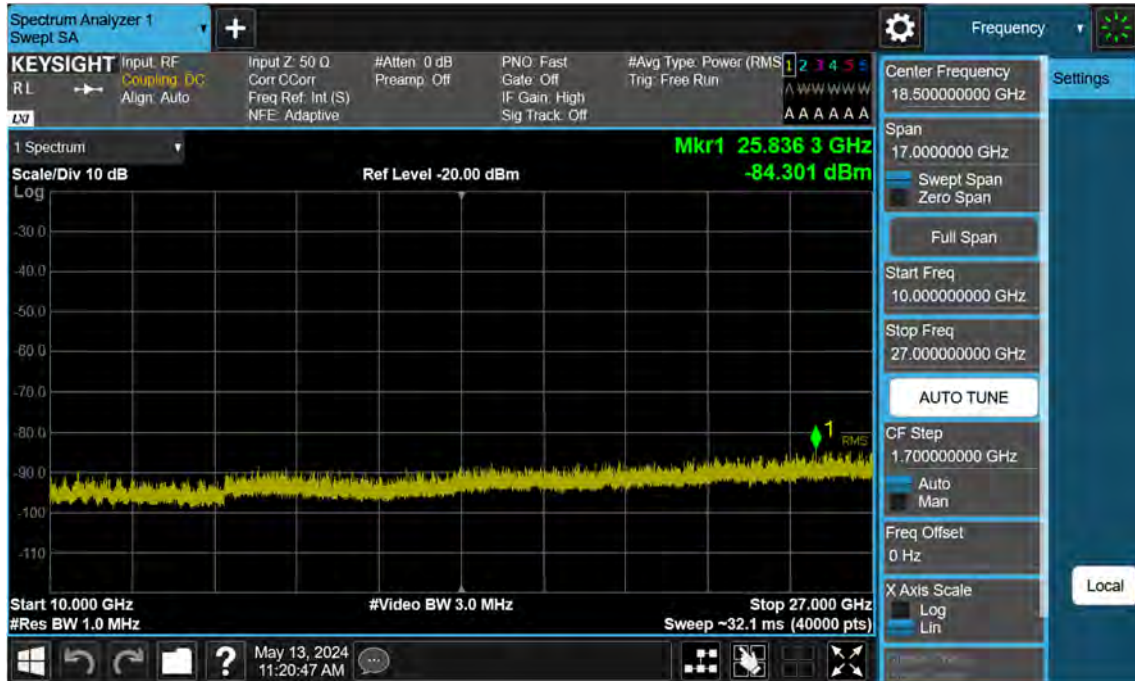 Spectrum Analyzer 1
Swept SA
+
Frequency
KEYSIGHT
RL
LXI
Input: RF
Coupling: DC
Align: Auto
Input Z: 50 Ω
Corr CCorr
Freq Ref: Int (S)
NFE: Adaptive
#Atten: 0 dB
Preamp: Off
PNO: Fast
Gate: Off
IF Gain: High
Sig Track: Off
#Avg Type: Power (RMS
Trig: Free Run
1 2 3 4 5 6
A W W W W W
A A A A A A
1 Spectrum
Mkr1 25.836 3 GHz
-84.301 dBm
Scale/Div 10 dB
Ref Level -20.00 dBm
Log
-30.0
-40.0
-50.0
-60.0
-70.0
-80.0
-90.0
-100
-110
1
RMS
Start 10.000 GHz
#Video BW 3.0 MHz
Stop 27.000 GHz
#Res BW 1.0 MHz
Sweep ~32.1 ms (40000 pts)
Center Frequency
18.500000000 GHz
Settings
Span
17.0000000 GHz
Swept Span
Zero Span
Full Span
Start Freq
10.000000000 GHz
Stop Freq
27.000000000 GHz
AUTO TUNE
CF Step
1.700000000 GHz
Auto
Man
Freq Offset
0 Hz
X Axis Scale
Log
Lin
Local
?
May 13, 2024
11:20:47 AM